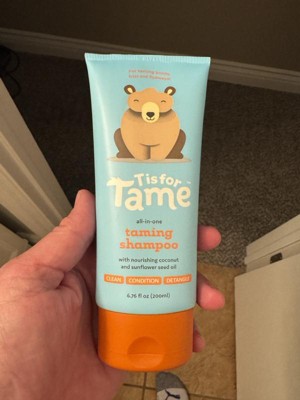 T is for
Tame
all-in-one
taming
shampoo
with nourishing coconut
and sunflower seed oil
CLEAN CONDITION DETANGLE
6.76 fl oz (200ml)